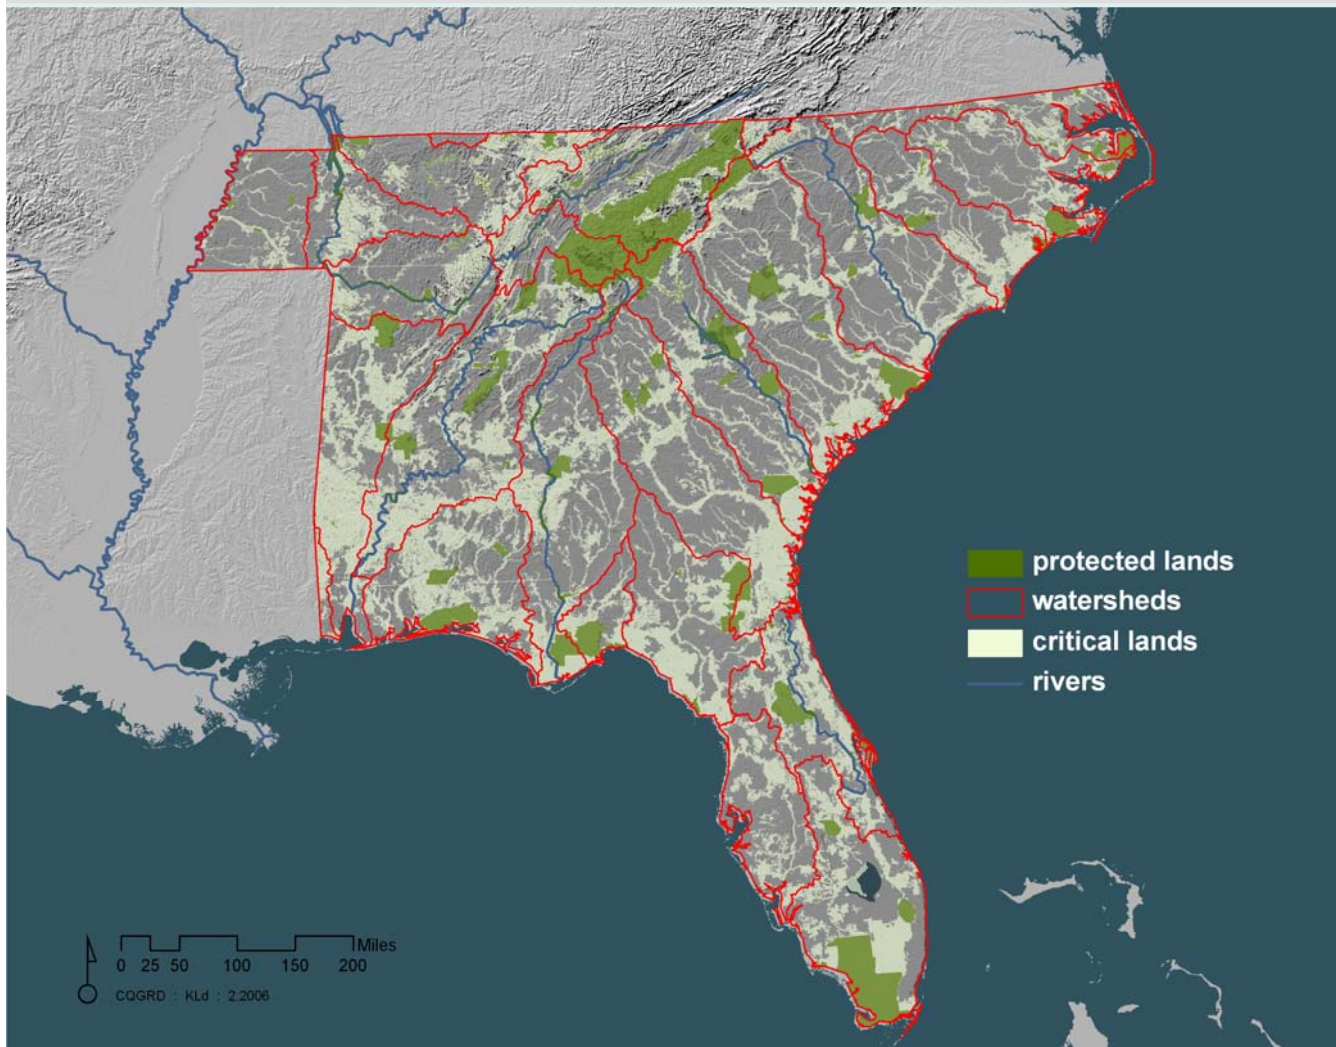 protected lands
watersheds
critical lands
rivers
Miles
0 25 50 100 150 200
CQGRD : KLd : 2.2006